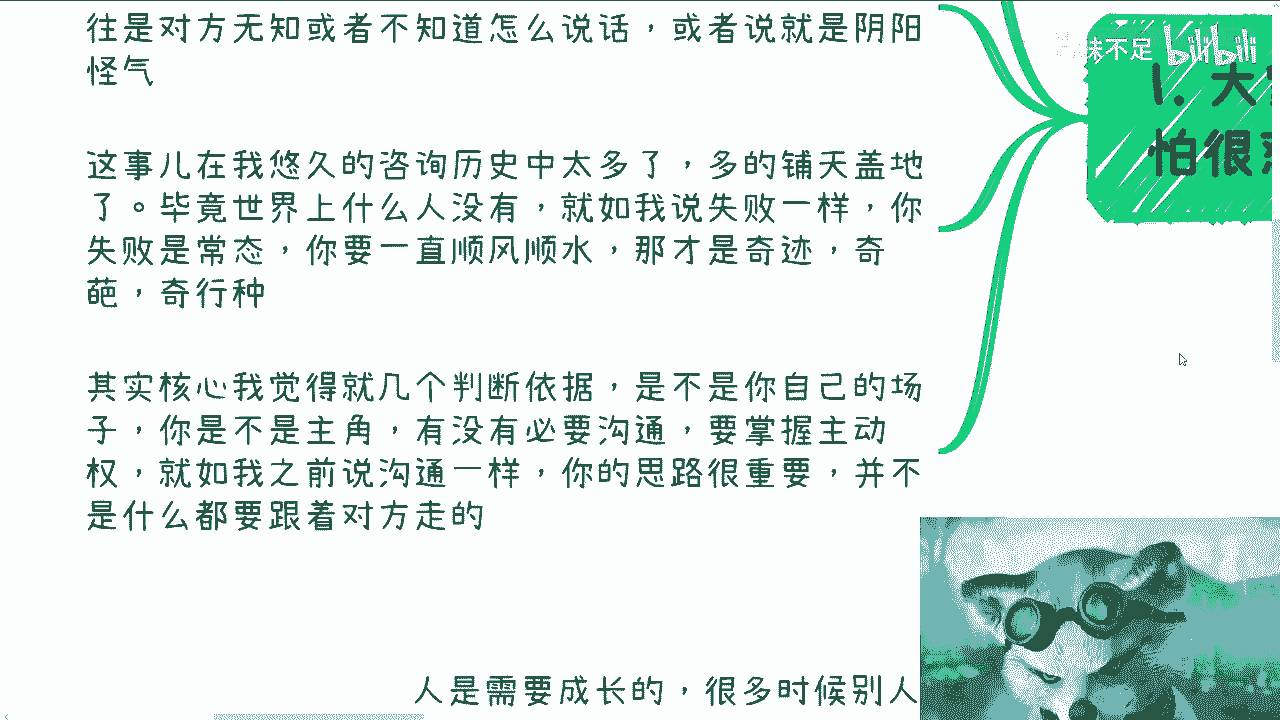 往是对方无知或者不知道怎么说话，或者说就是阴阳
怪气
这事儿在我悠久的咨询历史中太多了，多的铺天盖地
了。毕竟世界上什么人没有，就如我说失败一样，你
失败是常态，你要一直顺风顺水，那才是奇迹，奇
葩，奇行种
其实核心我觉得就几个判断依据，是不是你自己的场
子，你是不是主角，有没有必要沟通，要掌握主动
权，就如我之前说沟通一样，你的思路很重要，并不
是什么都要跟着对方走的
人是需要成长的，很多时候别人
1. 大
怕很
味不足 bilibili